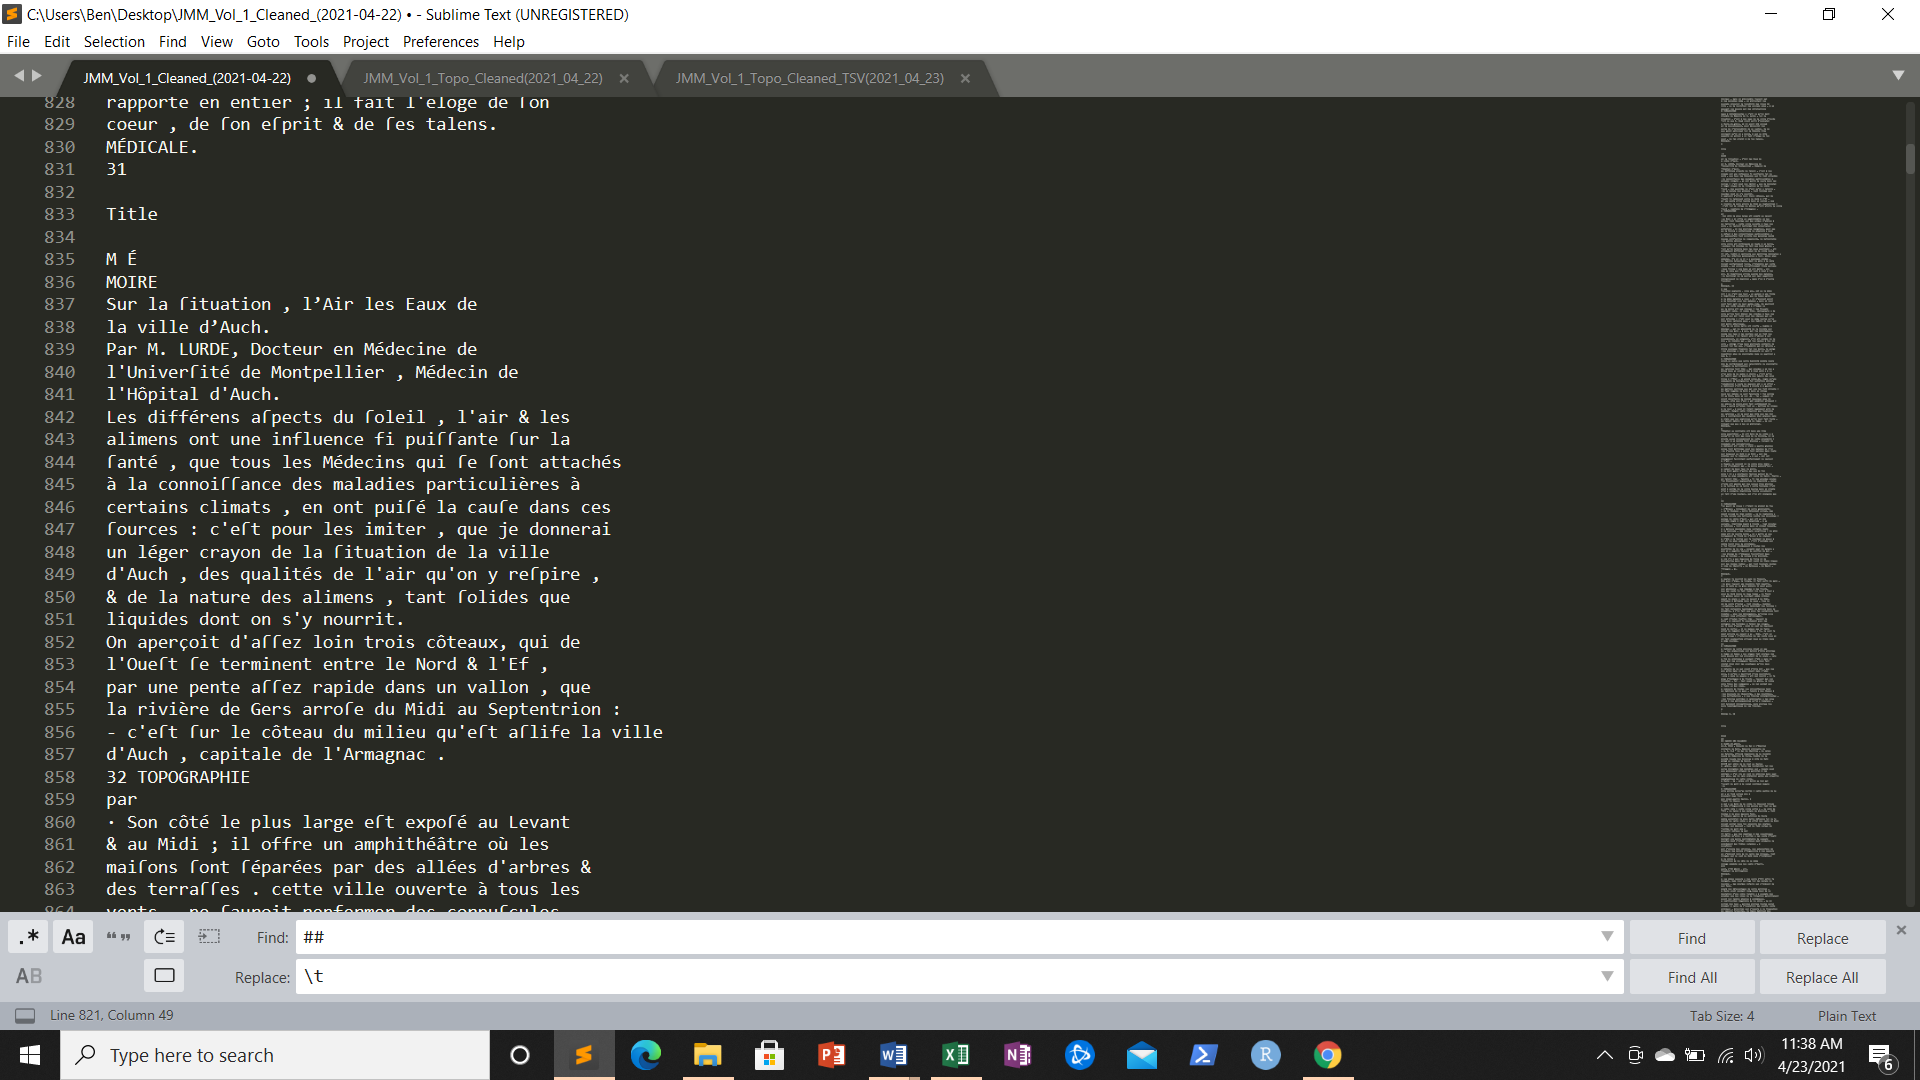 C:\Users\Ben\Desktop\JMM_Vol_1_Cleaned_(2021-04-22) • - Sublime Text (UNREGISTERED)
File Edit Selection Find View Goto Tools Project Preferences Help
JMM_Vol_1_Cleaned_(2021-04-22) JMM_Vol_1_Topo_Cleaned(2021_04_22) JMM_Vol_1_Topo_Cleaned_TSV(2021_04_23)
828 rapporte en entier ; il fait l'éloge de ſon
829 coeur , de ſon eſprit & de ſes talens.
830 MÉDICALE.
831 31
832
833 Title
834
835 M É
836 MOIRE
837 Sur la ſituation , l’Air les Eaux de
838 la ville d’Auch.
839 Par M. LURDE, Docteur en Médecine de
840 l'Univerſité de Montpellier , Médecin de
841 l'Hôpital d'Auch.
842 Les différens aſpects du ſoleil , l'air & les
843 alimens ont une influence fi puiſſante ſur la
844 ſanté , que tous les Médecins qui ſe ſont attachés
845 à la connoiſſance des maladies particulières à
846 certains climats , en ont puiſé la cauſe dans ces
847 ſources : c'eſt pour les imiter , que je donnerai
848 un léger crayon de la ſituation de la ville
849 d'Auch , des qualités de l'air qu'on y reſpire ,
850 & de la nature des alimens , tant ſolides que
851 liquides dont on s'y nourrit.
852 On aperçoit d'aſſez loin trois côteaux, qui de
853 l'Oueſt ſe terminent entre le Nord & l'Ef ,
854 par une pente aſſez rapide dans un vallon , que
855 la rivière de Gers arroſe du Midi au Septentrion :
856 - c'eſt ſur le côteau du milieu qu'eſt aſlife la ville
857 d'Auch , capitale de l'Armagnac .
858 32 TOPOGRAPHIE
859 par
860 · Son côté le plus large eſt expoſé au Levant
861 & au Midi ; il offre un amphithéâtre où les
862 maiſons ſont ſéparées par des allées d'arbres &
863 des terraſſes . cette ville ouverte à tous les
864
.* Aa “” Find: ## Find Replace
AB Replace: \t Find All Replace All
Line 821, Column 49 Tab Size: 4 Plain Text
Type here to search
11:38 AM
4/23/2021
6